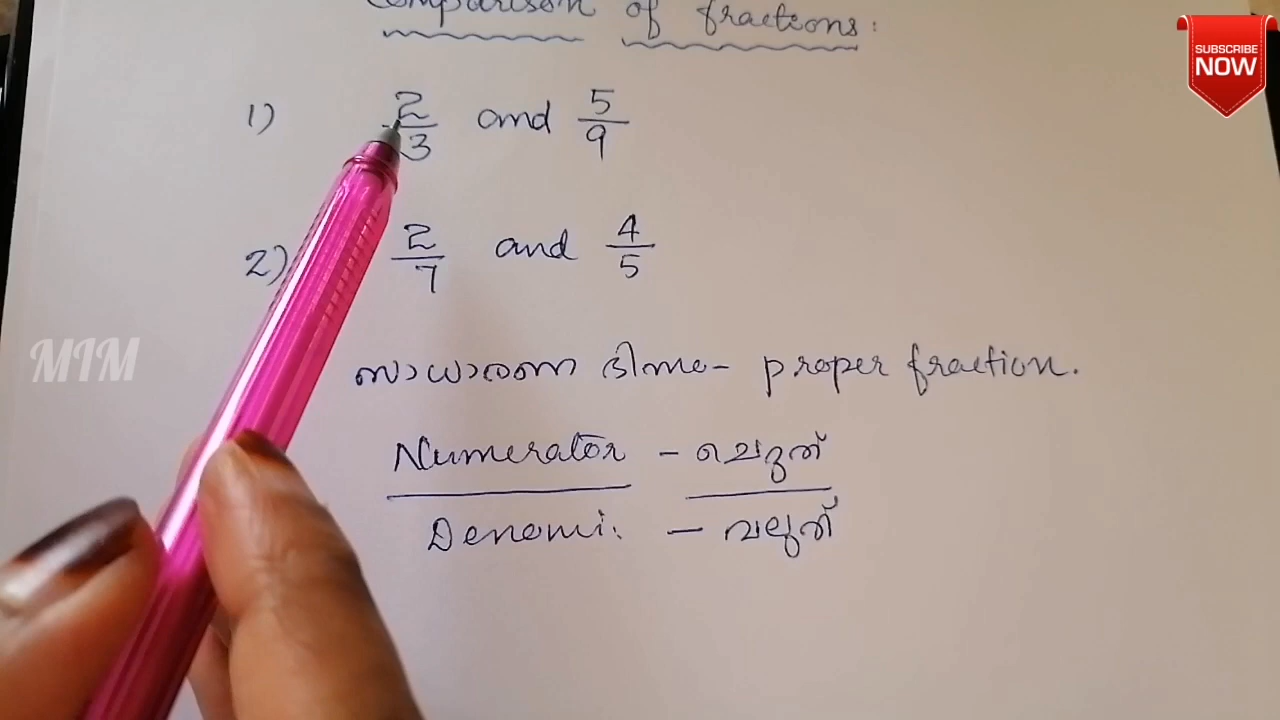 Comparison of fractions:
SUBSCRIBE
NOW
1) 2/3 and 5/9
2) 2/7 and 4/5
MIM
സാധാരണ ഭിന്നം - proper fraction.
Numerator - ചെറുത്
Denomi: - വലുത്